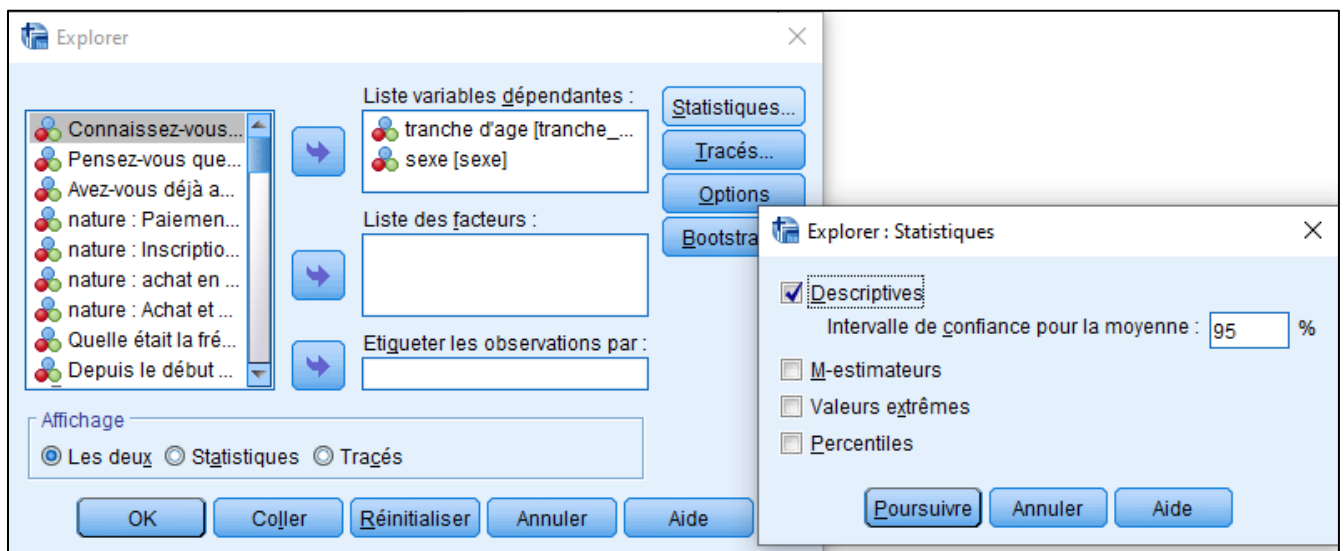 Explorer
Liste variables dépendantes :
Connaissez-vous...
Pensez-vous que...
Avez-vous déjà a...
nature : Paiemen...
nature : Inscriptio...
nature : achat en ...
nature : Achat et ...
Quelle était la fré...
Depuis le début ...
tranche d'age [tranche_...
sexe [sexe]
Liste des facteurs :
Etiqueter les observations par :
Statistiques...
Tracés...
Options
Bootstra
Affichage
Les deux Statistiques Tracés
OK Coller Réinitialiser Annuler Aide
Explorer : Statistiques
Descriptives
Intervalle de confiance pour la moyenne : 95 %
M-estimateurs
Valeurs extrêmes
Percentiles
Poursuivre Annuler Aide